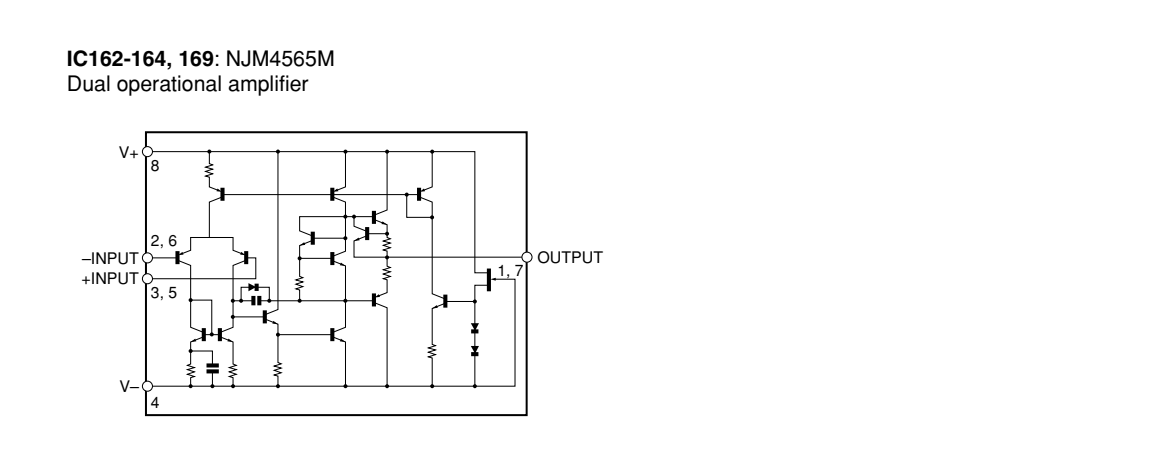 IC162-164, 169: NJM4565M
Dual operational amplifier
V+
8
2, 6
–INPUT
+INPUT
3, 5
OUTPUT
1, 7
V–
4